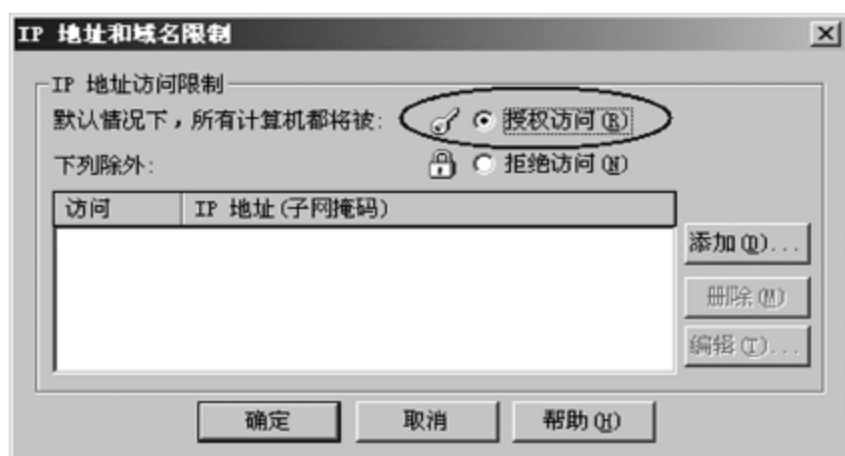 IP 地址和域名限制
IP 地址访问限制
默认情况下，所有计算机都将被: 授权访问(R)
下列除外: 拒绝访问(N)
访问 IP 地址(子网掩码)
添加(D)...
删除(M)
编辑(T)...
确定 取消 帮助(H)